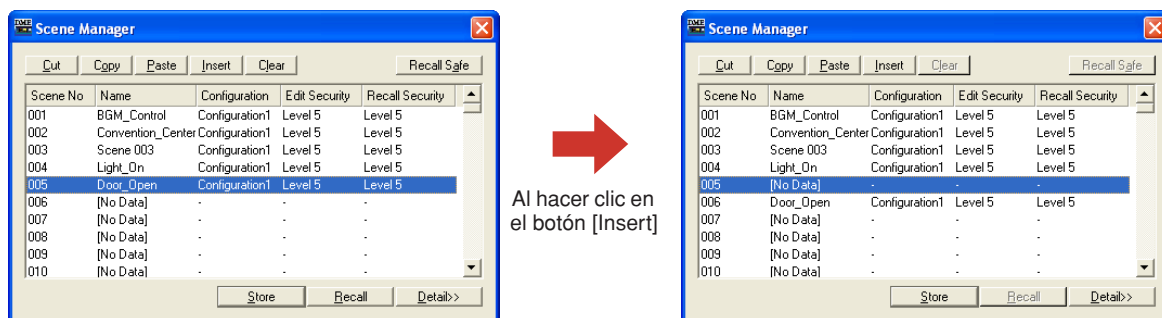 DME Scene Manager
Cut Copy Paste Insert Clear Recall Safe
Scene No Name Configuration Edit Security Recall Security
001 BGM_Control Configuration1 Level 5 Level 5
002 Convention_Center Configuration1 Level 5 Level 5
003 Scene 003 Configuration1 Level 5 Level 5
004 Light_On Configuration1 Level 5 Level 5
005 Door_Open Configuration1 Level 5 Level 5
006 [No Data] - - -
007 [No Data] - - -
008 [No Data] - - -
009 [No Data] - - -
010 [No Data] - - -
Store Recall Detail>>
Al hacer clic en
el botón [Insert]
DME Scene Manager
Cut Copy Paste Insert Clear Recall Safe
Scene No Name Configuration Edit Security Recall Security
001 BGM_Control Configuration1 Level 5 Level 5
002 Convention_Center Configuration1 Level 5 Level 5
003 Scene 003 Configuration1 Level 5 Level 5
004 Light_On Configuration1 Level 5 Level 5
005 [No Data] - - -
006 Door_Open Configuration1 Level 5 Level 5
007 [No Data] - - -
008 [No Data] - - -
009 [No Data] - - -
010 [No Data] - - -
Store Recall Detail>>